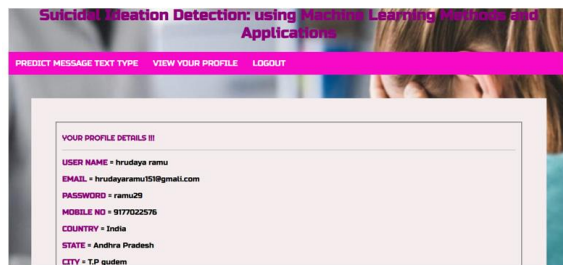 Suicidal Ideation Detection: using Machine Learning Methods and
Applications
PREDICT MESSAGE TEXT TYPE VIEW YOUR PROFILE LOGOUT
YOUR PROFILE DETAILS !!!
USER NAME = hrudaya ramu
EMAIL = hrudayaramu151@gmali.com
PASSWORD = ramu29
MOBILE NO = 9177022576
COUNTRY = India
STATE = Andhra Pradesh
CITY = T.P gudem